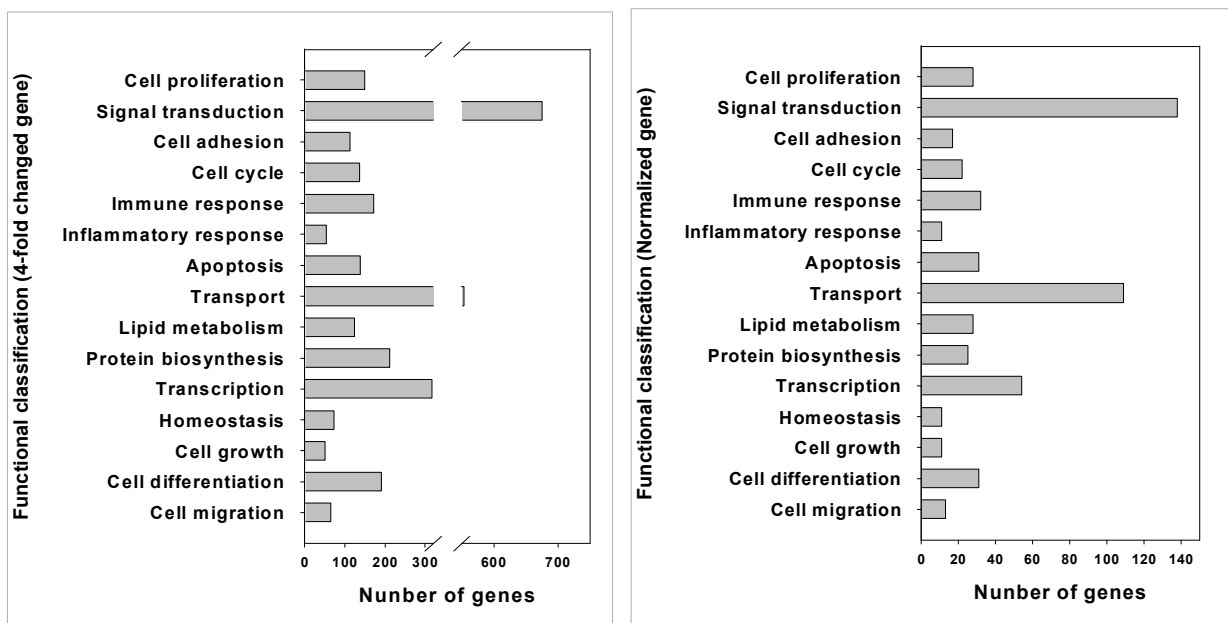 Functional classification (4-fold changed gene)
Cell proliferation
Signal transduction
Cell adhesion
Cell cycle
Immune response
Inflammatory response
Apoptosis
Transport
Lipid metabolism
Protein biosynthesis
Transcription
Homeostasis
Cell growth
Cell differentiation
Cell migration
0 100 200 300 600 700
Nunber of genes
Functional classification (Normalized gene)
Cell proliferation
Signal transduction
Cell adhesion
Cell cycle
Immune response
Inflammatory response
Apoptosis
Transport
Lipid metabolism
Protein biosynthesis
Transcription
Homeostasis
Cell growth
Cell differentiation
Cell migration
0 20 40 60 80 100 120 140
Nunber of genes